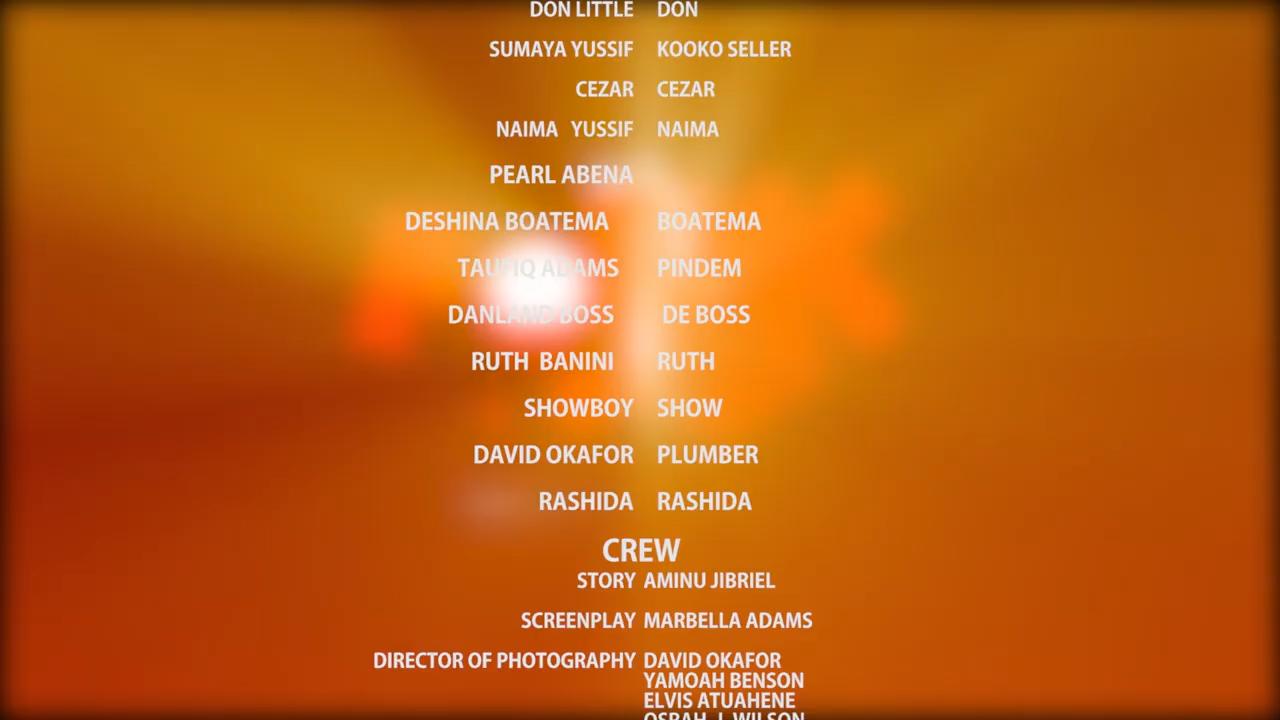 DON LITTLE DON
SUMAYA YUSSIF KOOKO SELLER
CEZAR CEZAR
NAIMA YUSSIF NAIMA
PEARL ABENA
DESHINA BOATEMA BOATEMA
TAUFIQ ADAMS PINDEM
DANLAND BOSS DE BOSS
RUTH BANINI RUTH
SHOWBOY SHOW
DAVID OKAFOR PLUMBER
RASHIDA RASHIDA
CREW
STORY AMINU JIBRIEL
SCREENPLAY MARBELLA ADAMS
DIRECTOR OF PHOTOGRAPHY DAVID OKAFOR
YAMOAH BENSON
ELVIS ATUAHENE
J. WILSON